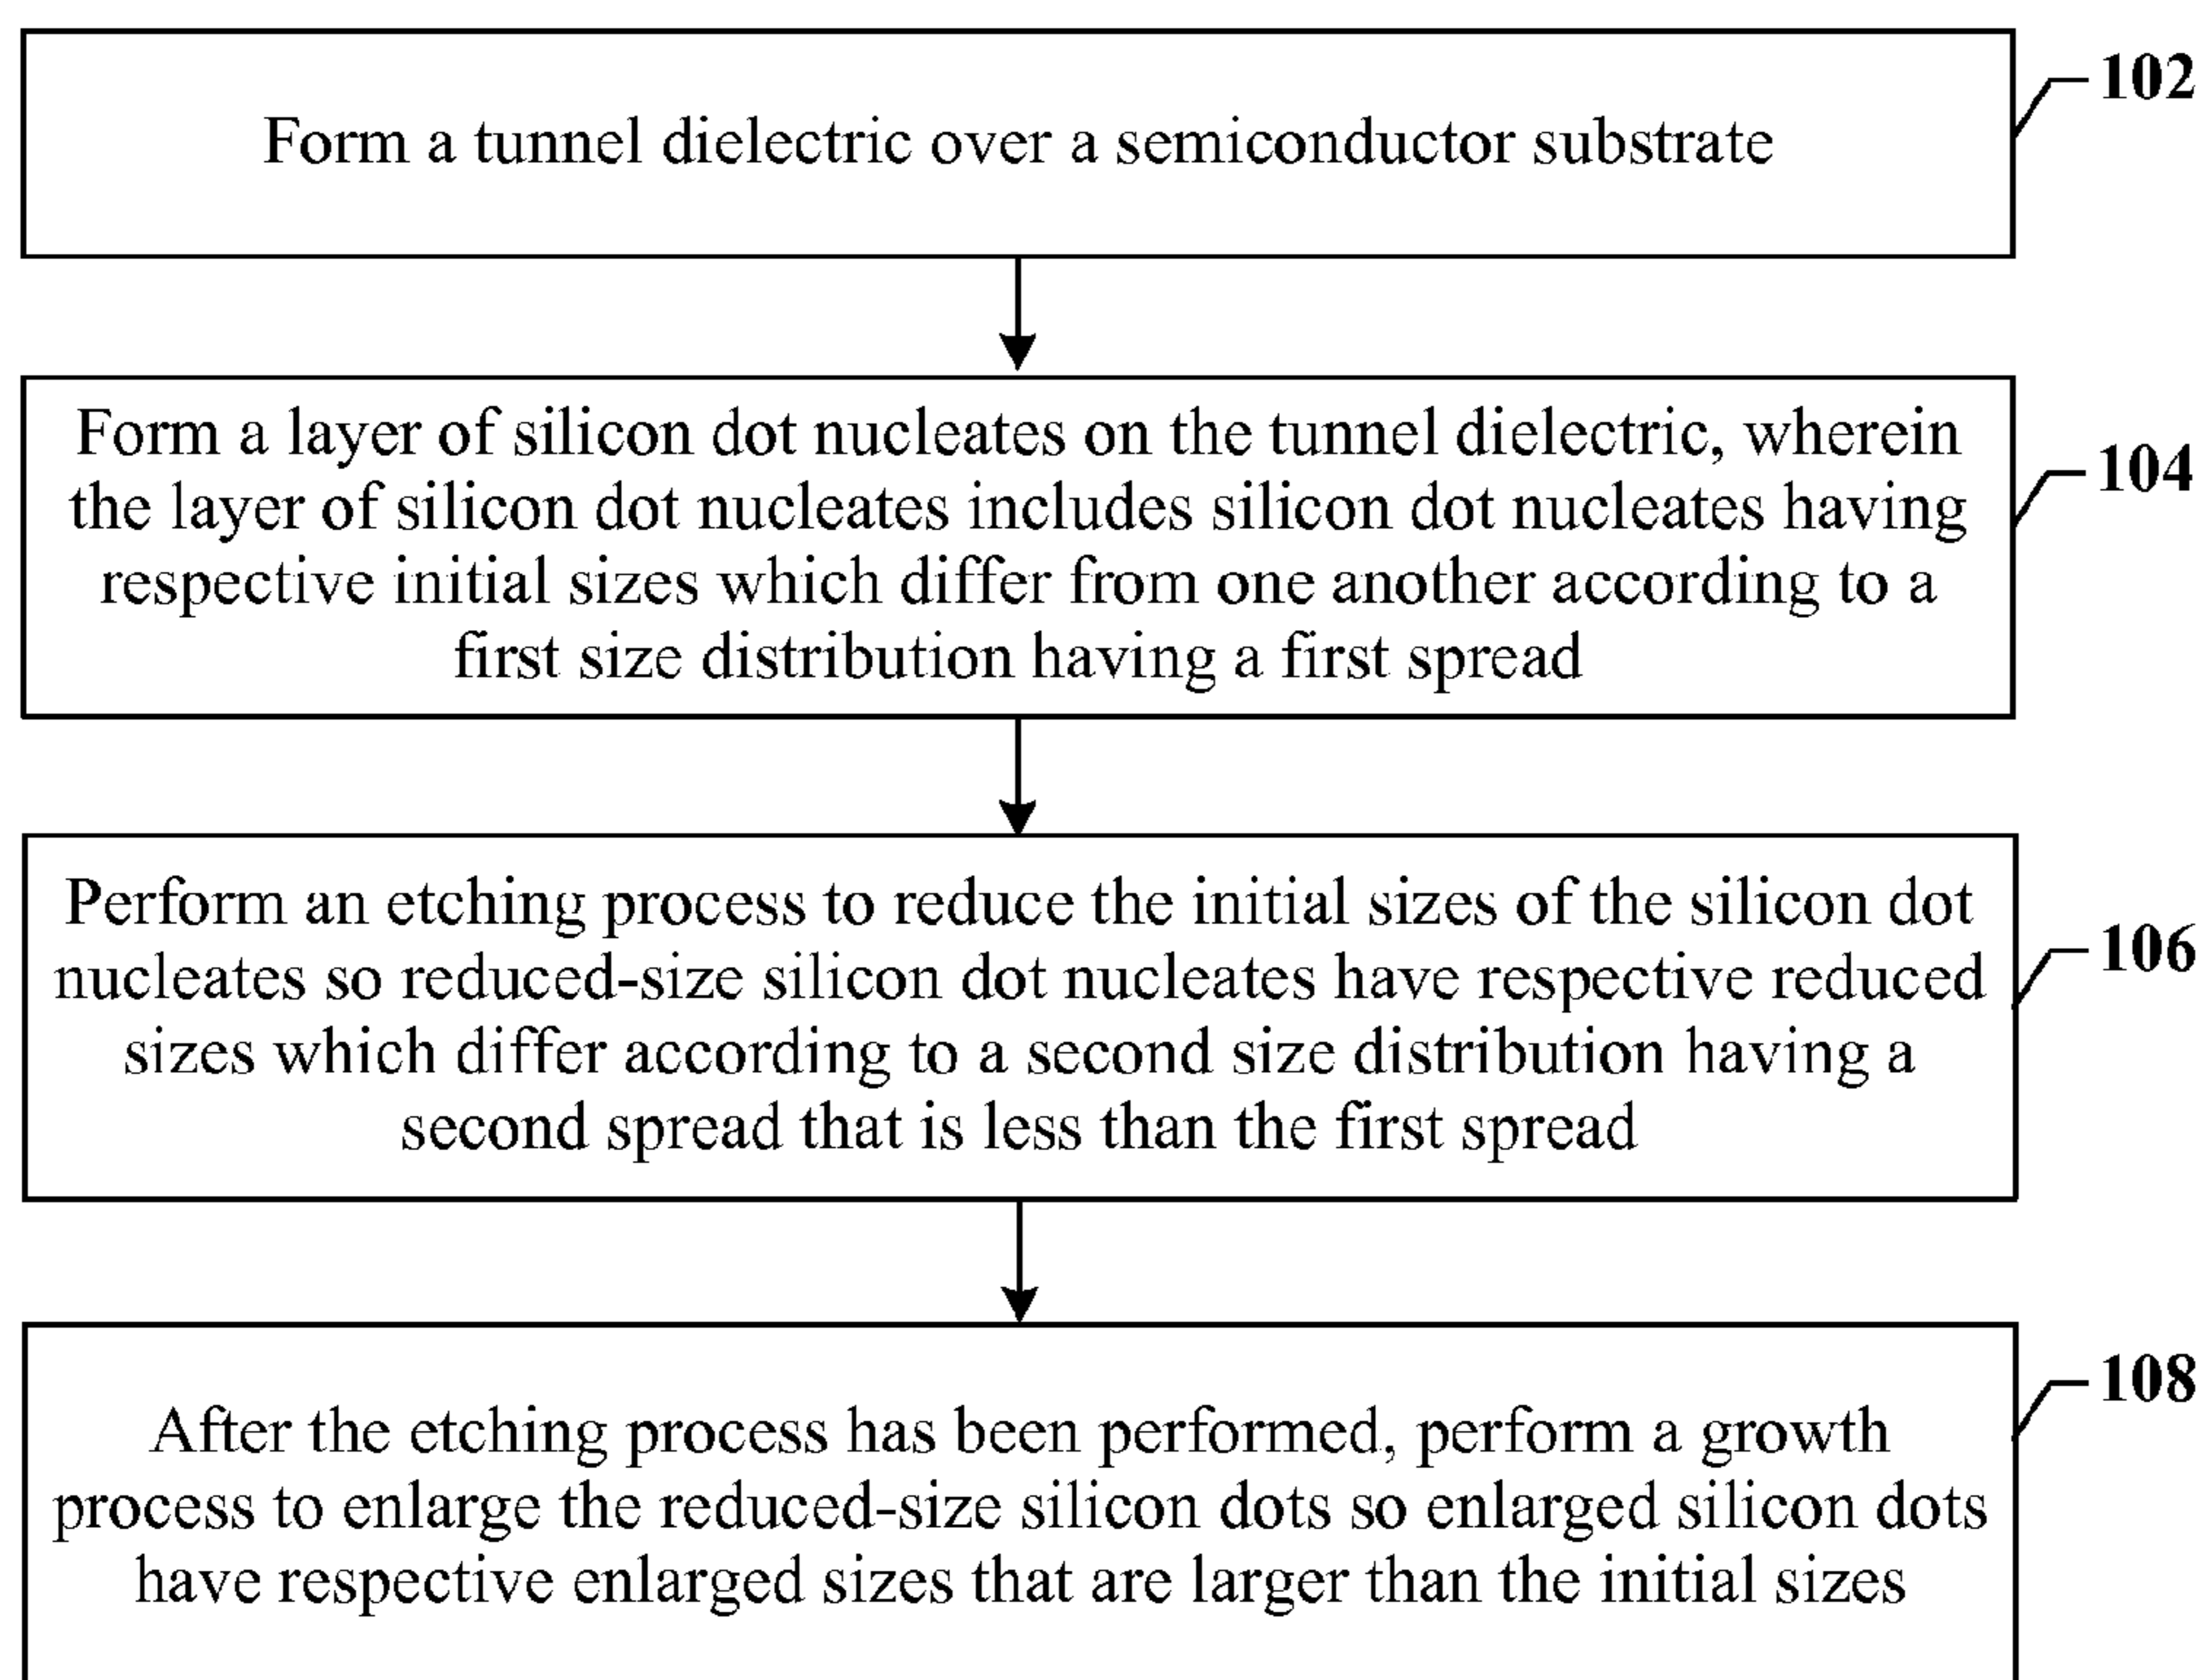 102
Form a tunnel dielectric over a semiconductor substrate
104
Form a layer of silicon dot nucleates on the tunnel dielectric, wherein
the layer of silicon dot nucleates includes silicon dot nucleates having
respective initial sizes which differ from one another according to a
first size distribution having a first spread
106
Perform an etching process to reduce the initial sizes of the silicon dot
nucleates so reduced-size silicon dot nucleates have respective reduced
sizes which differ according to a second size distribution having a
second spread that is less than the first spread
108
After the etching process has been performed, perform a growth
process to enlarge the reduced-size silicon dots so enlarged silicon dots
have respective enlarged sizes that are larger than the initial sizes